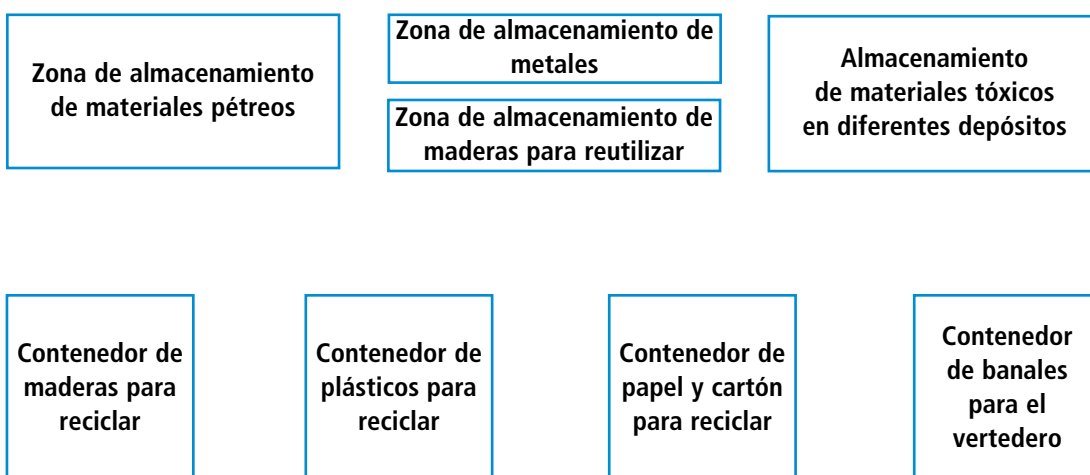 Zona de almacenamiento
de materiales pétreos
Zona de almacenamiento de
metales
Zona de almacenamiento de
maderas para reutilizar
Almacenamiento
de materiales tóxicos
en diferentes depósitos
Contenedor de
maderas para
reciclar
Contenedor de
plásticos para
reciclar
Contenedor de
papel y cartón
para reciclar
Contenedor
de banales
para el
vertedero